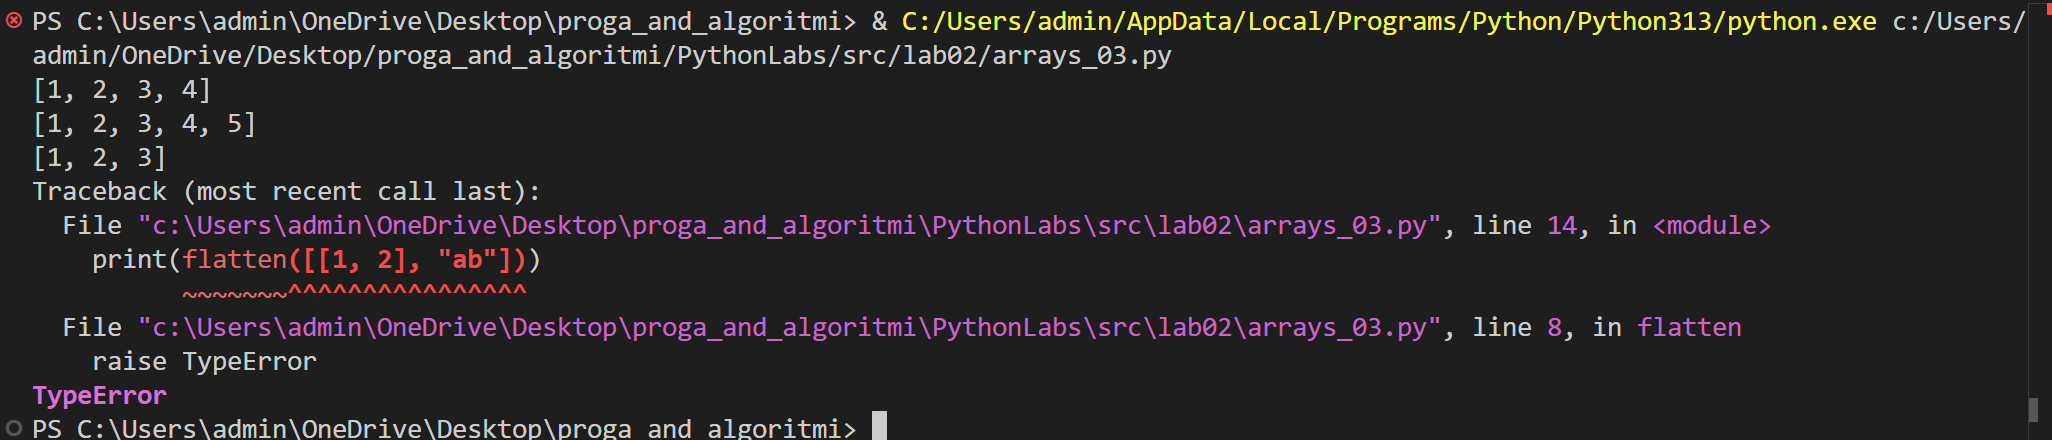 PS C:\Users\admin\OneDrive\Desktop\proga_and_algoritmi> & C:/Users/admin/AppData/Local/Programs/Python/Python313/python.exe c:/Users/
admin/OneDrive/Desktop/proga_and_algoritmi/PythonLabs/src/lab02/arrays_03.py
[1, 2, 3, 4]
[1, 2, 3, 4, 5]
[1, 2, 3]
Traceback (most recent call last):
  File "c:\Users\admin\OneDrive\Desktop\proga_and_algoritmi\PythonLabs\src\lab02\arrays_03.py", line 14, in <module>
    print(flatten([[1, 2], "ab"]))
          ~~~~~~~^^^^^^^^^^^^^^^^
  File "c:\Users\admin\OneDrive\Desktop\proga_and_algoritmi\PythonLabs\src\lab02\arrays_03.py", line 8, in flatten
    raise TypeError
TypeError
PS C:\Users\admin\OneDrive\Desktop\proga and algoritmi>